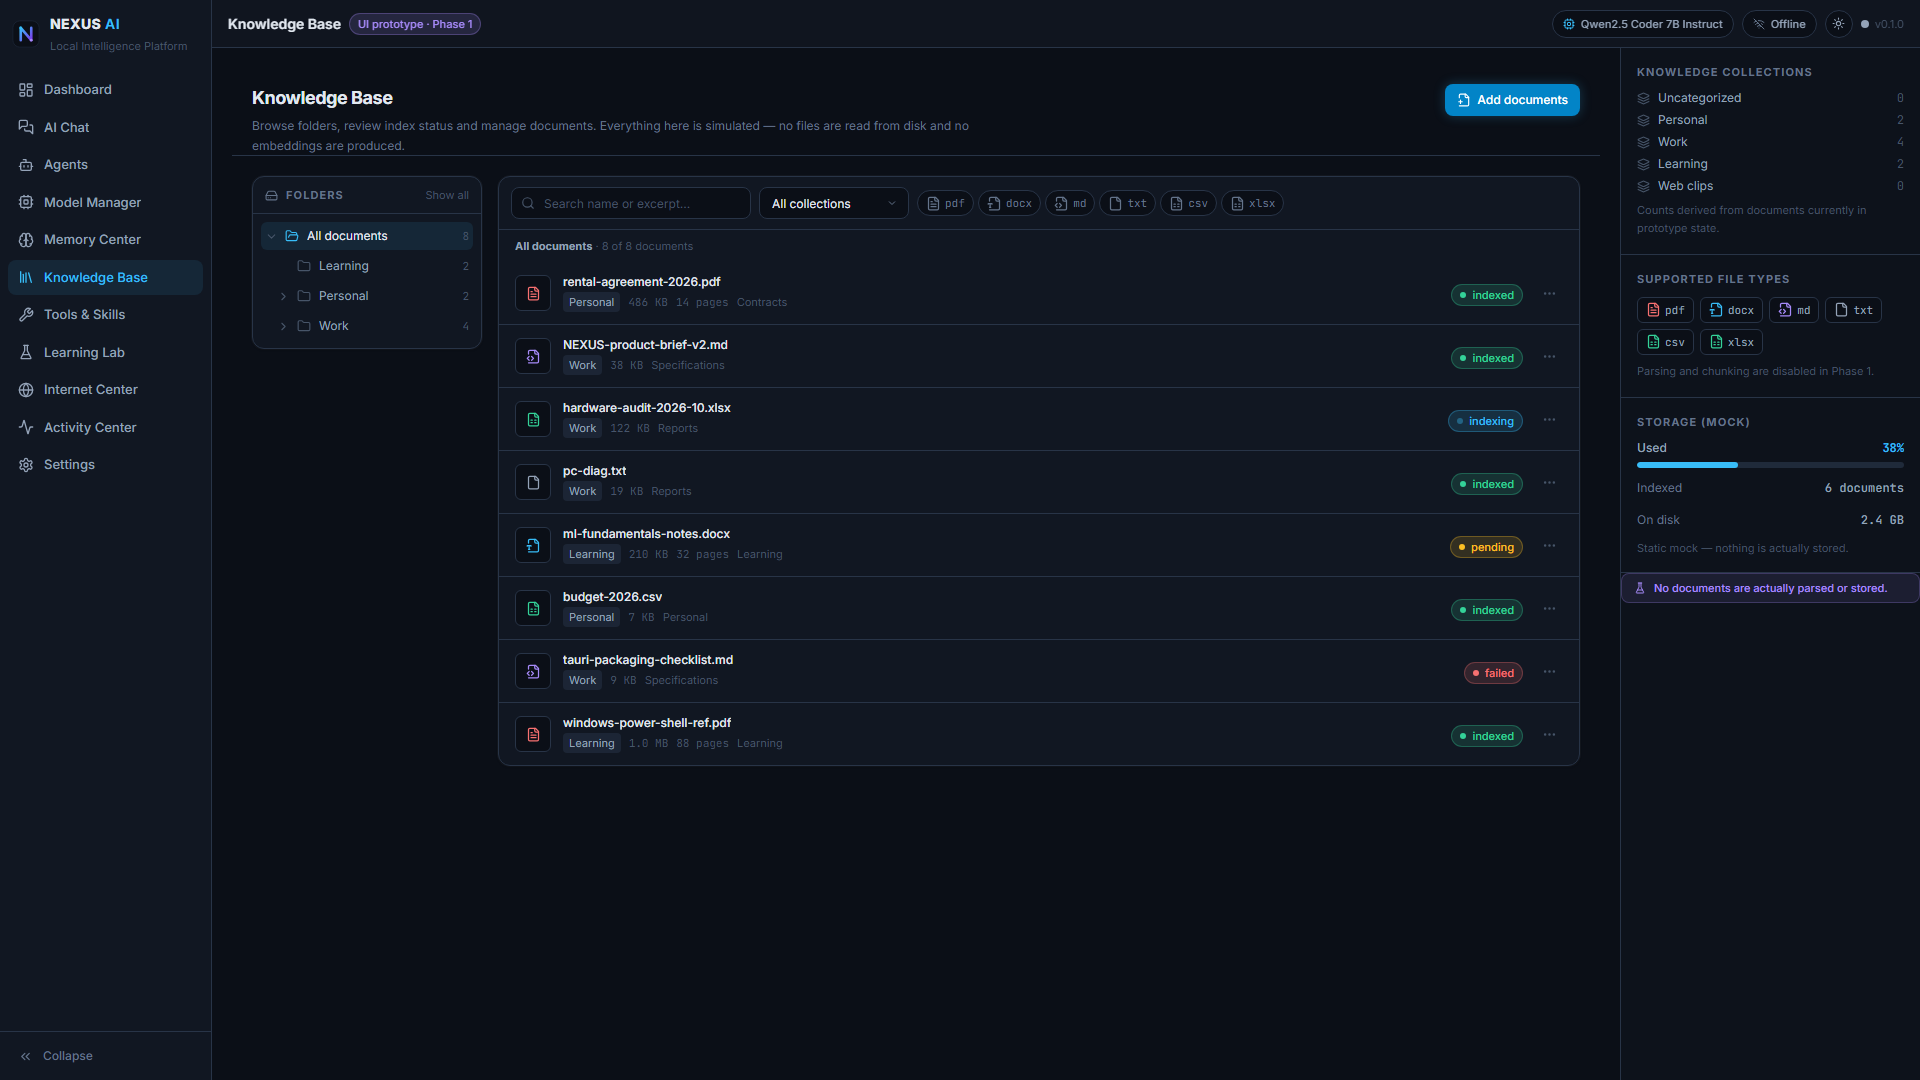 NEXUS AI
Local Intelligence Platform
Dashboard
AI Chat
Agents
Model Manager
Memory Center
Knowledge Base
Tools & Skills
Learning Lab
Internet Center
Activity Center
Settings
Collapse
Knowledge Base UI prototype · Phase 1
Qwen2.5 Coder 7B Instruct Offline v0.1.0
Knowledge Base
Browse folders, review index status and manage documents. Everything here is simulated — no files are read from disk and no
embeddings are produced.
Add documents
FOLDERS Show all
All documents 8
Learning 2
Personal 2
Work 4
Search name or excerpt... All collections pdf docx md txt csv xlsx
All documents · 8 of 8 documents
rental-agreement-2026.pdf
Personal 486 KB 14 pages Contracts
indexed
NEXUS-product-brief-v2.md
Work 38 KB Specifications
indexed
hardware-audit-2026-10.xlsx
Work 122 KB Reports
indexing
pc-diag.txt
Work 19 KB Reports
indexed
ml-fundamentals-notes.docx
Learning 210 KB 32 pages Learning
pending
budget-2026.csv
Personal 7 KB Personal
indexed
tauri-packaging-checklist.md
Work 9 KB Specifications
failed
windows-power-shell-ref.pdf
Learning 1.0 MB 88 pages Learning
indexed
KNOWLEDGE COLLECTIONS
Uncategorized 0
Personal 2
Work 4
Learning 2
Web clips 0
Counts derived from documents currently in
prototype state.
SUPPORTED FILE TYPES
pdf docx md txt
csv xlsx
Parsing and chunking are disabled in Phase 1.
STORAGE (MOCK)
Used 38%
Indexed 6 documents
On disk 2.4 GB
Static mock — nothing is actually stored.
No documents are actually parsed or stored.